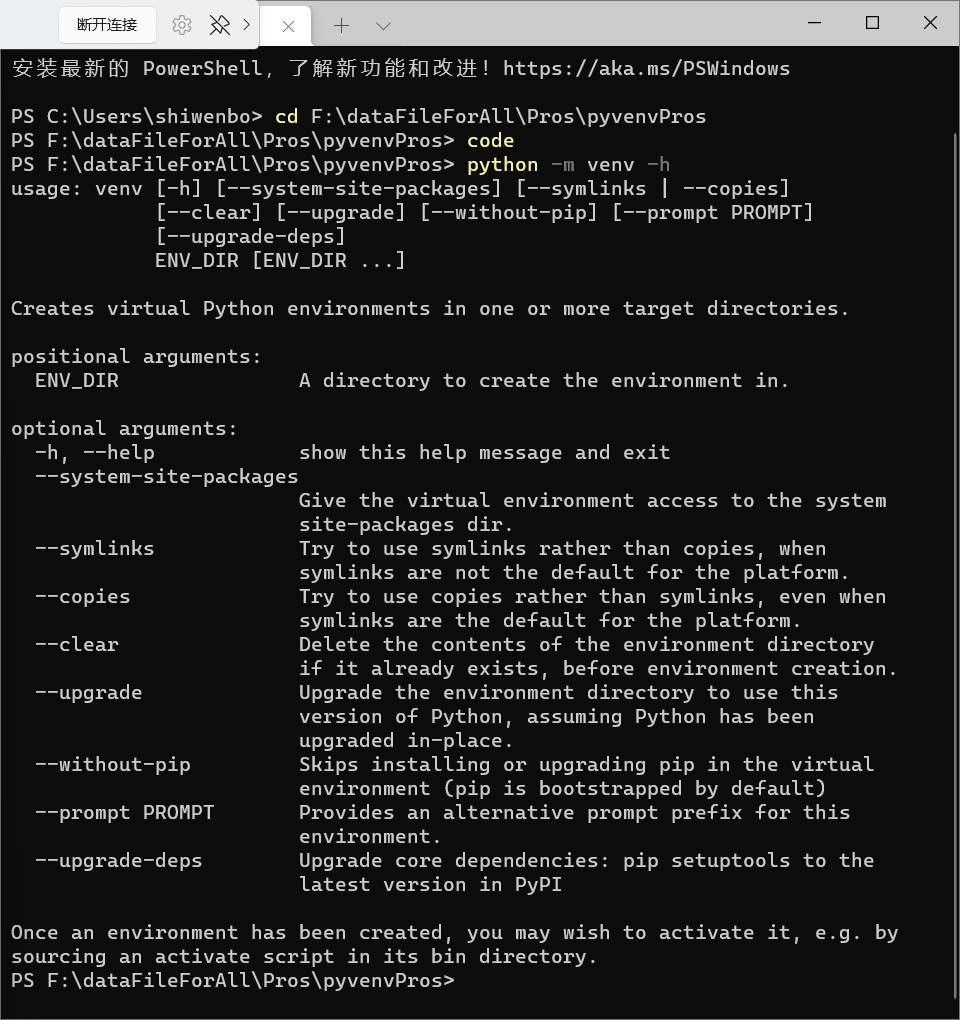 断开连接
安装最新的 PowerShell，了解新功能和改进！https://aka.ms/PSWindows
PS C:\Users\shiwenbo> cd F:\dataFileForAll\Pros\pyvenvPros
PS F:\dataFileForAll\Pros\pyvenvPros> code
PS F:\dataFileForAll\Pros\pyvenvPros> python -m venv -h
usage: venv [-h] [--system-site-packages] [--symlinks | --copies]
            [--clear] [--upgrade] [--without-pip] [--prompt PROMPT]
            [--upgrade-deps]
            ENV_DIR [ENV_DIR ...]
Creates virtual Python environments in one or more target directories.
positional arguments:
  ENV_DIR               A directory to create the environment in.
optional arguments:
  -h, --help            show this help message and exit
  --system-site-packages
                        Give the virtual environment access to the system
                        site-packages dir.
  --symlinks            Try to use symlinks rather than copies, when
                        symlinks are not the default for the platform.
  --copies              Try to use copies rather than symlinks, even when
                        symlinks are the default for the platform.
  --clear               Delete the contents of the environment directory
                        if it already exists, before environment creation.
  --upgrade             Upgrade the environment directory to use this
                        version of Python, assuming Python has been
                        upgraded in-place.
  --without-pip         Skips installing or upgrading pip in the virtual
                        environment (pip is bootstrapped by default)
  --prompt PROMPT       Provides an alternative prompt prefix for this
                        environment.
  --upgrade-deps        Upgrade core dependencies: pip setuptools to the
                        latest version in PyPI
Once an environment has been created, you may wish to activate it, e.g. by
sourcing an activate script in its bin directory.
PS F:\dataFileForAll\Pros\pyvenvPros>